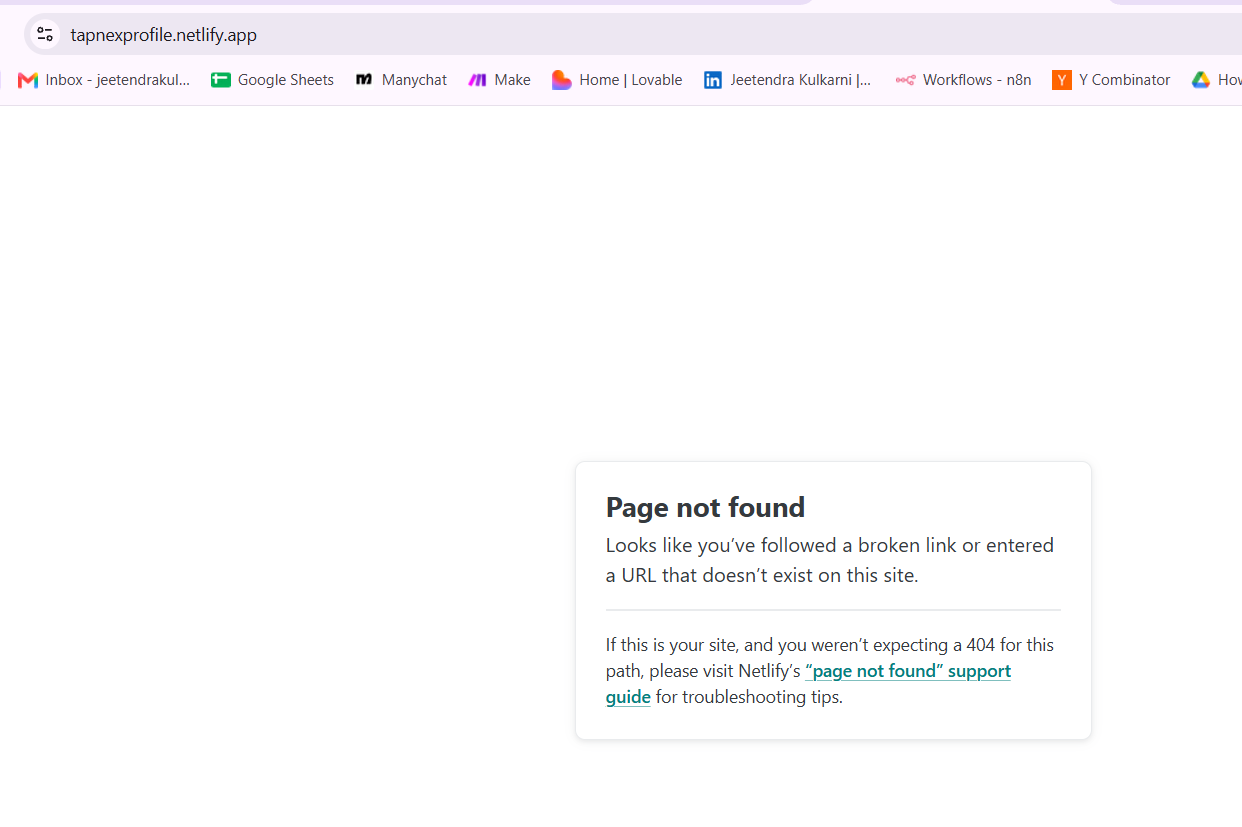 tapnexprofile.netlify.app
Inbox - jeetendrakul... Google Sheets Manychat Make Home | Lovable Jeetendra Kulkarni |... Workflows - n8n Y Y Combinator How
Page not found
Looks like you’ve followed a broken link or entered
a URL that doesn’t exist on this site.
If this is your site, and you weren’t expecting a 404 for this
path, please visit Netlify’s “page not found” support
guide for troubleshooting tips.